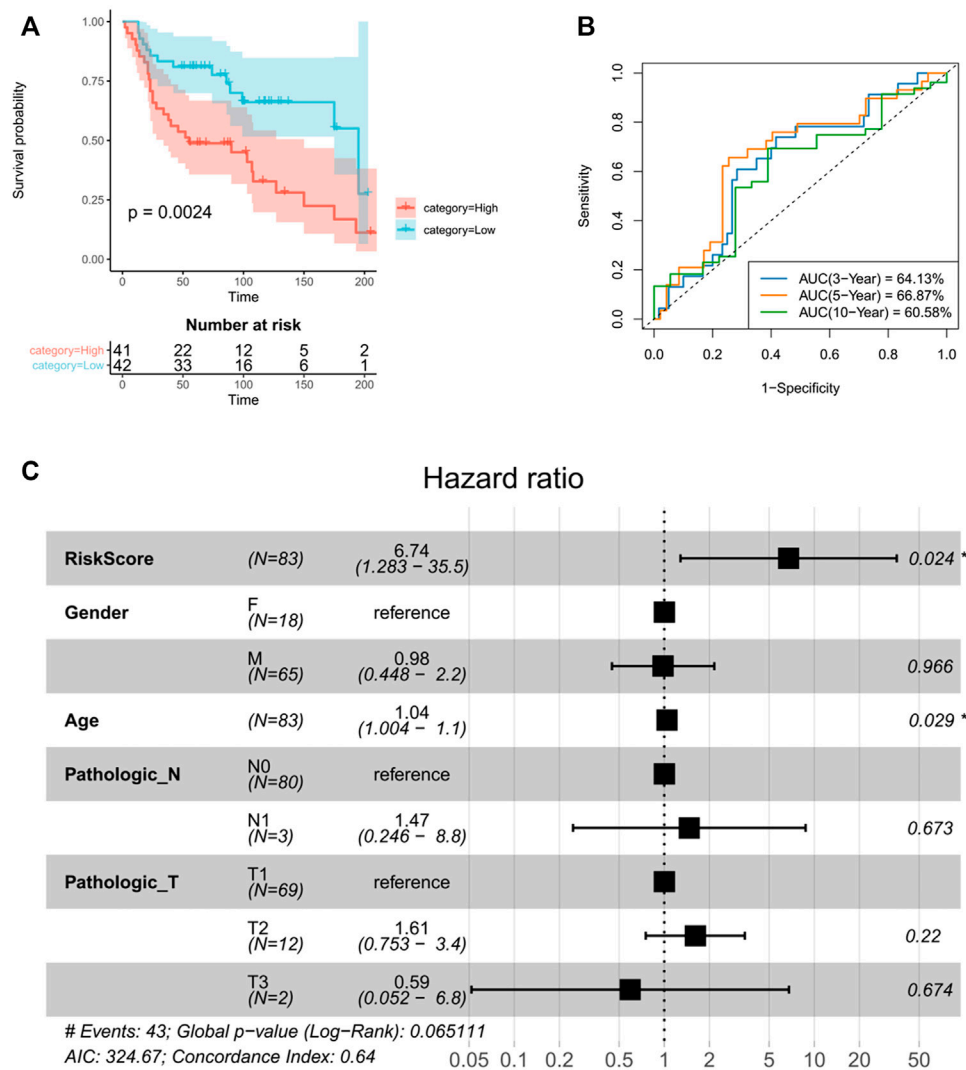 A
Survival probability
1.00
0.75
0.50
0.25
0.00
p = 0.0024
0 50 100 150 200
Time
category=High
category=Low
Number at risk
category=High 41 22 12 5 2
category=Low 42 33 16 6 1
0 50 100 150 200
Time
B
Sensitivity
1.0
0.8
0.6
0.4
0.2
0.0
AUC(3−Year) = 64.13%
AUC(5−Year) = 66.87%
AUC(10−Year) = 60.58%
0.0 0.2 0.4 0.6 0.8 1.0
1−Specificity
C
Hazard ratio
RiskScore (N=83) 6.74 (1.283 − 35.5) 0.024 *
Gender F (N=18) reference
M (N=65) 0.98 (0.448 − 2.2) 0.966
Age (N=83) 1.04 (1.004 − 1.1) 0.029 *
Pathologic_N N0 (N=80) reference
N1 (N=3) 1.47 (0.246 − 8.8) 0.673
Pathologic_T T1 (N=69) reference
T2 (N=12) 1.61 (0.753 − 3.4) 0.22
T3 (N=2) 0.59 (0.052 − 6.8) 0.674
# Events: 43; Global p−value (Log−Rank): 0.065111
AIC: 324.67; Concordance Index: 0.64
0.05 0.1 0.2 0.5 1 2 5 10 20 50